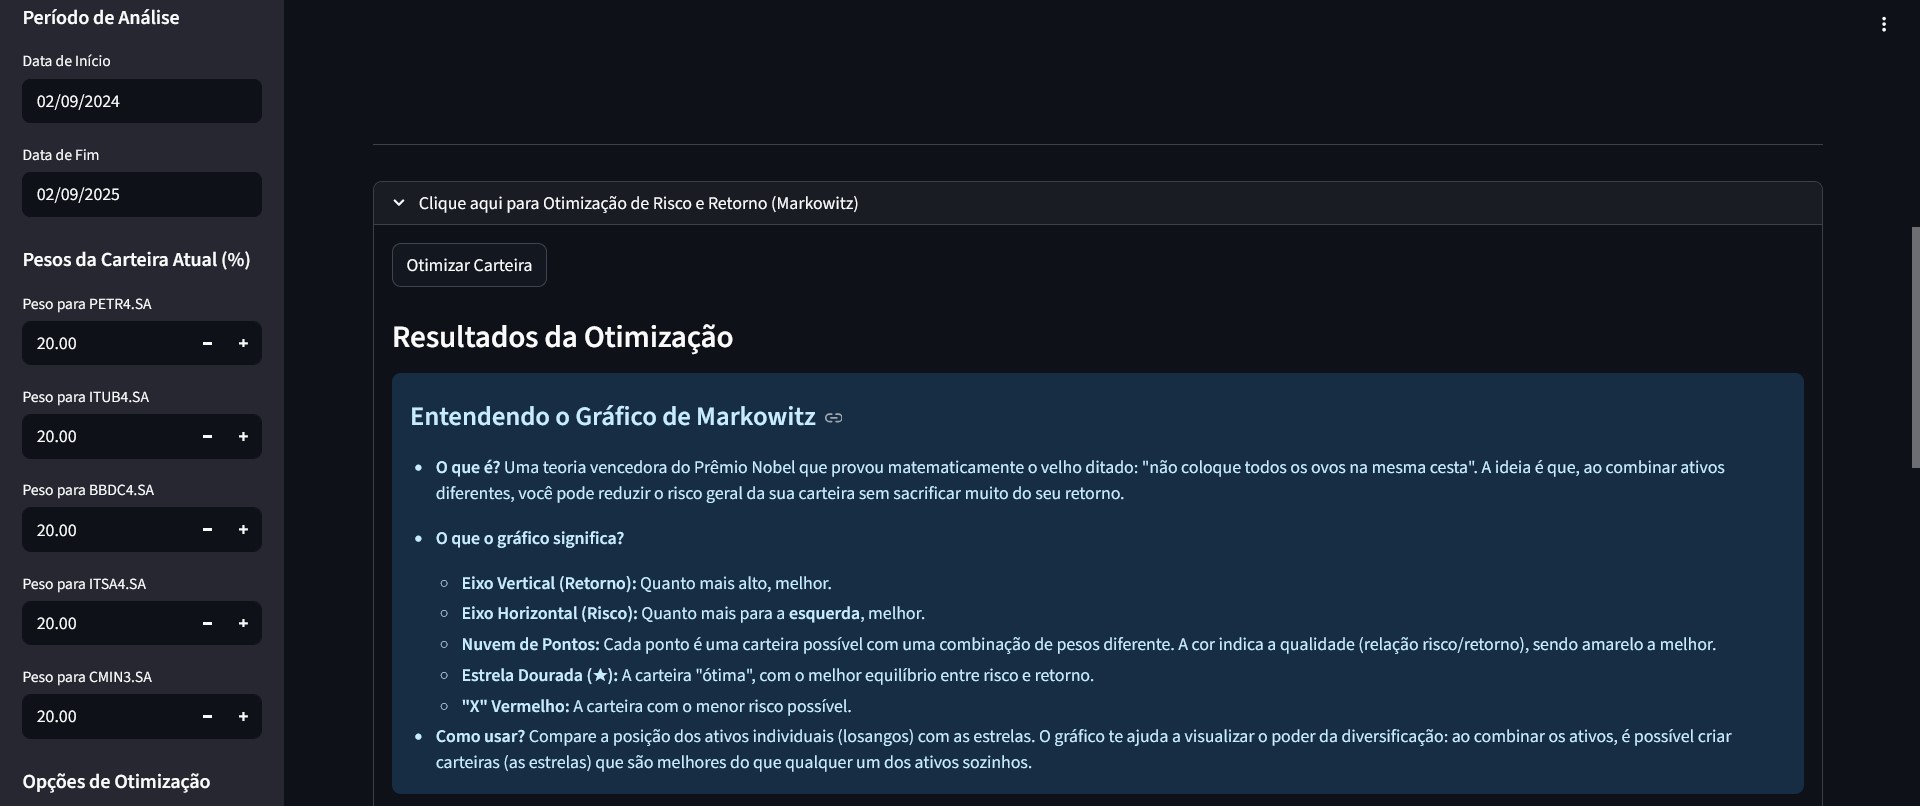 Período de Análise
Data de Início
02/09/2024
Data de Fim
02/09/2025
Pesos da Carteira Atual (%)
Peso para PETR4.SA
20.00
Peso para ITUB4.SA
20.00
Peso para BBDC4.SA
20.00
Peso para ITSA4.SA
20.00
Peso para CMIN3.SA
20.00
Opções de Otimização
Clique aqui para Otimização de Risco e Retorno (Markowitz)
Otimizar Carteira
Resultados da Otimização
Entendendo o Gráfico de Markowitz
• O que é? Uma teoria vencedora do Prêmio Nobel que provou matematicamente o velho ditado: "não coloque todos os ovos na mesma cesta". A ideia é que, ao combinar ativos
diferentes, você pode reduzir o risco geral da sua carteira sem sacrificar muito do seu retorno.
• O que o gráfico significa?
○ Eixo Vertical (Retorno): Quanto mais alto, melhor.
○ Eixo Horizontal (Risco): Quanto mais para a esquerda, melhor.
○ Nuvem de Pontos: Cada ponto é uma carteira possível com uma combinação de pesos diferente. A cor indica a qualidade (relação risco/retorno), sendo amarelo a melhor.
○ Estrela Dourada (★): A carteira "ótima", com o melhor equilíbrio entre risco e retorno.
○ "X" Vermelho: A carteira com o menor risco possível.
• Como usar? Compare a posição dos ativos individuais (losangos) com as estrelas. O gráfico te ajuda a visualizar o poder da diversificação: ao combinar os ativos, é possível criar
carteiras (as estrelas) que são melhores do que qualquer um dos ativos sozinhos.